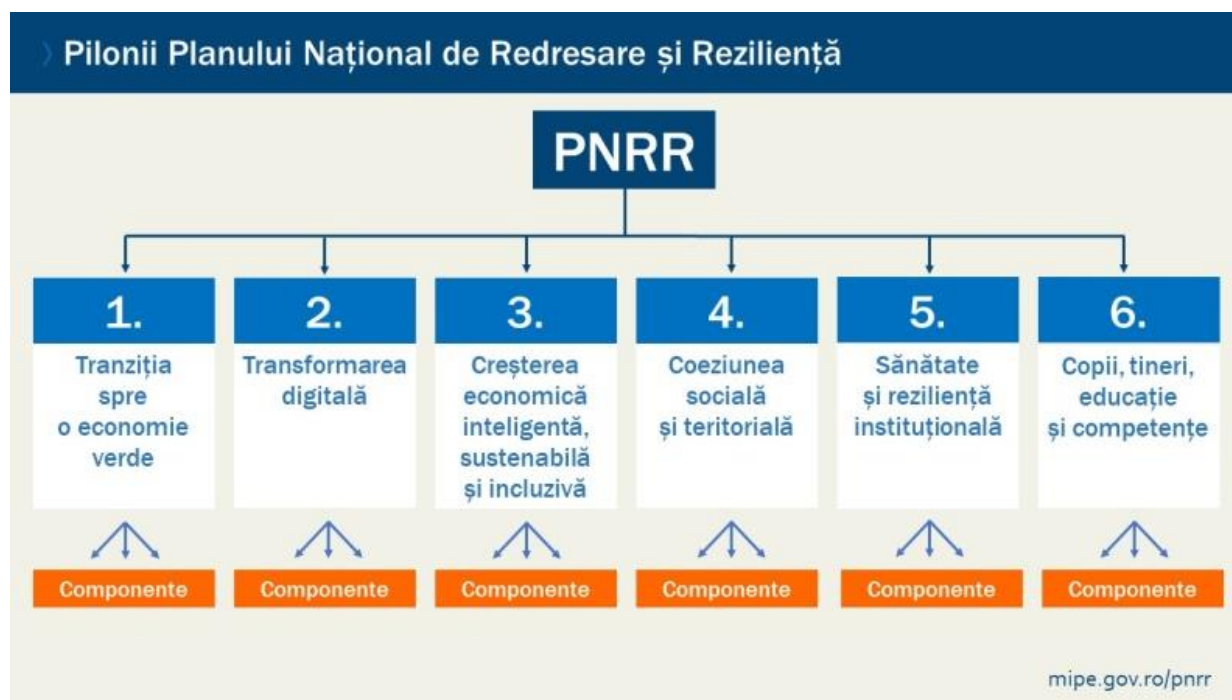 Pilonii Planului Național de Redresare și Reziliență
PNRR
1.
Tranziția
spre
o economie
verde
Componente
2.
Transformarea
digitală
Componente
3.
Creșterea
economică
inteligentă,
sustenabilă
și incluzivă
Componente
4.
Coeziunea
socială
și teritorială
Componente
5.
Sănătate
și reziliență
instituțională
Componente
6.
Copii, tineri,
educație
și competențe
Componente
mipe.gov.ro/pnrr